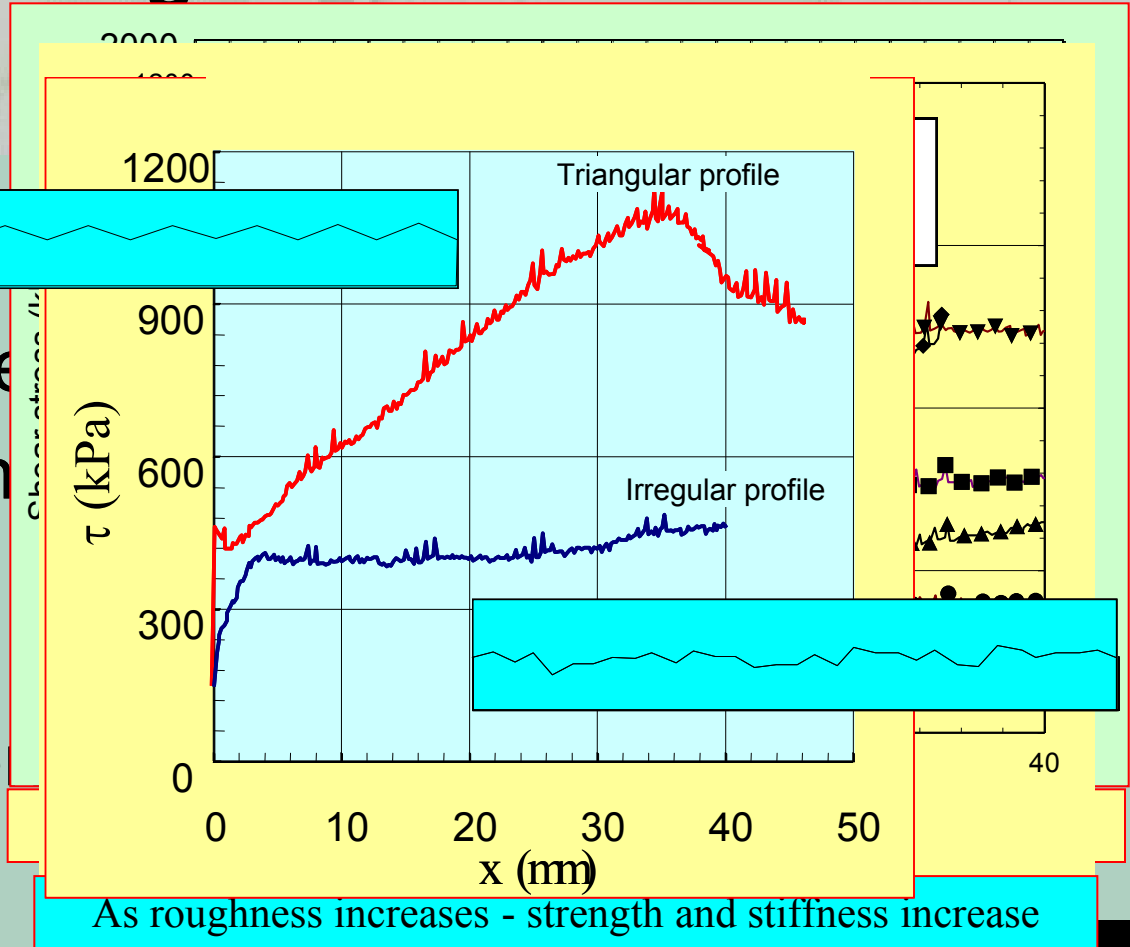 1200
Triangular profile
900
τ (kPa)
600
Irregular profile
300
0
40
0 10 20 30 40 50
x (mm)
As roughness increases - strength and stiffness increase